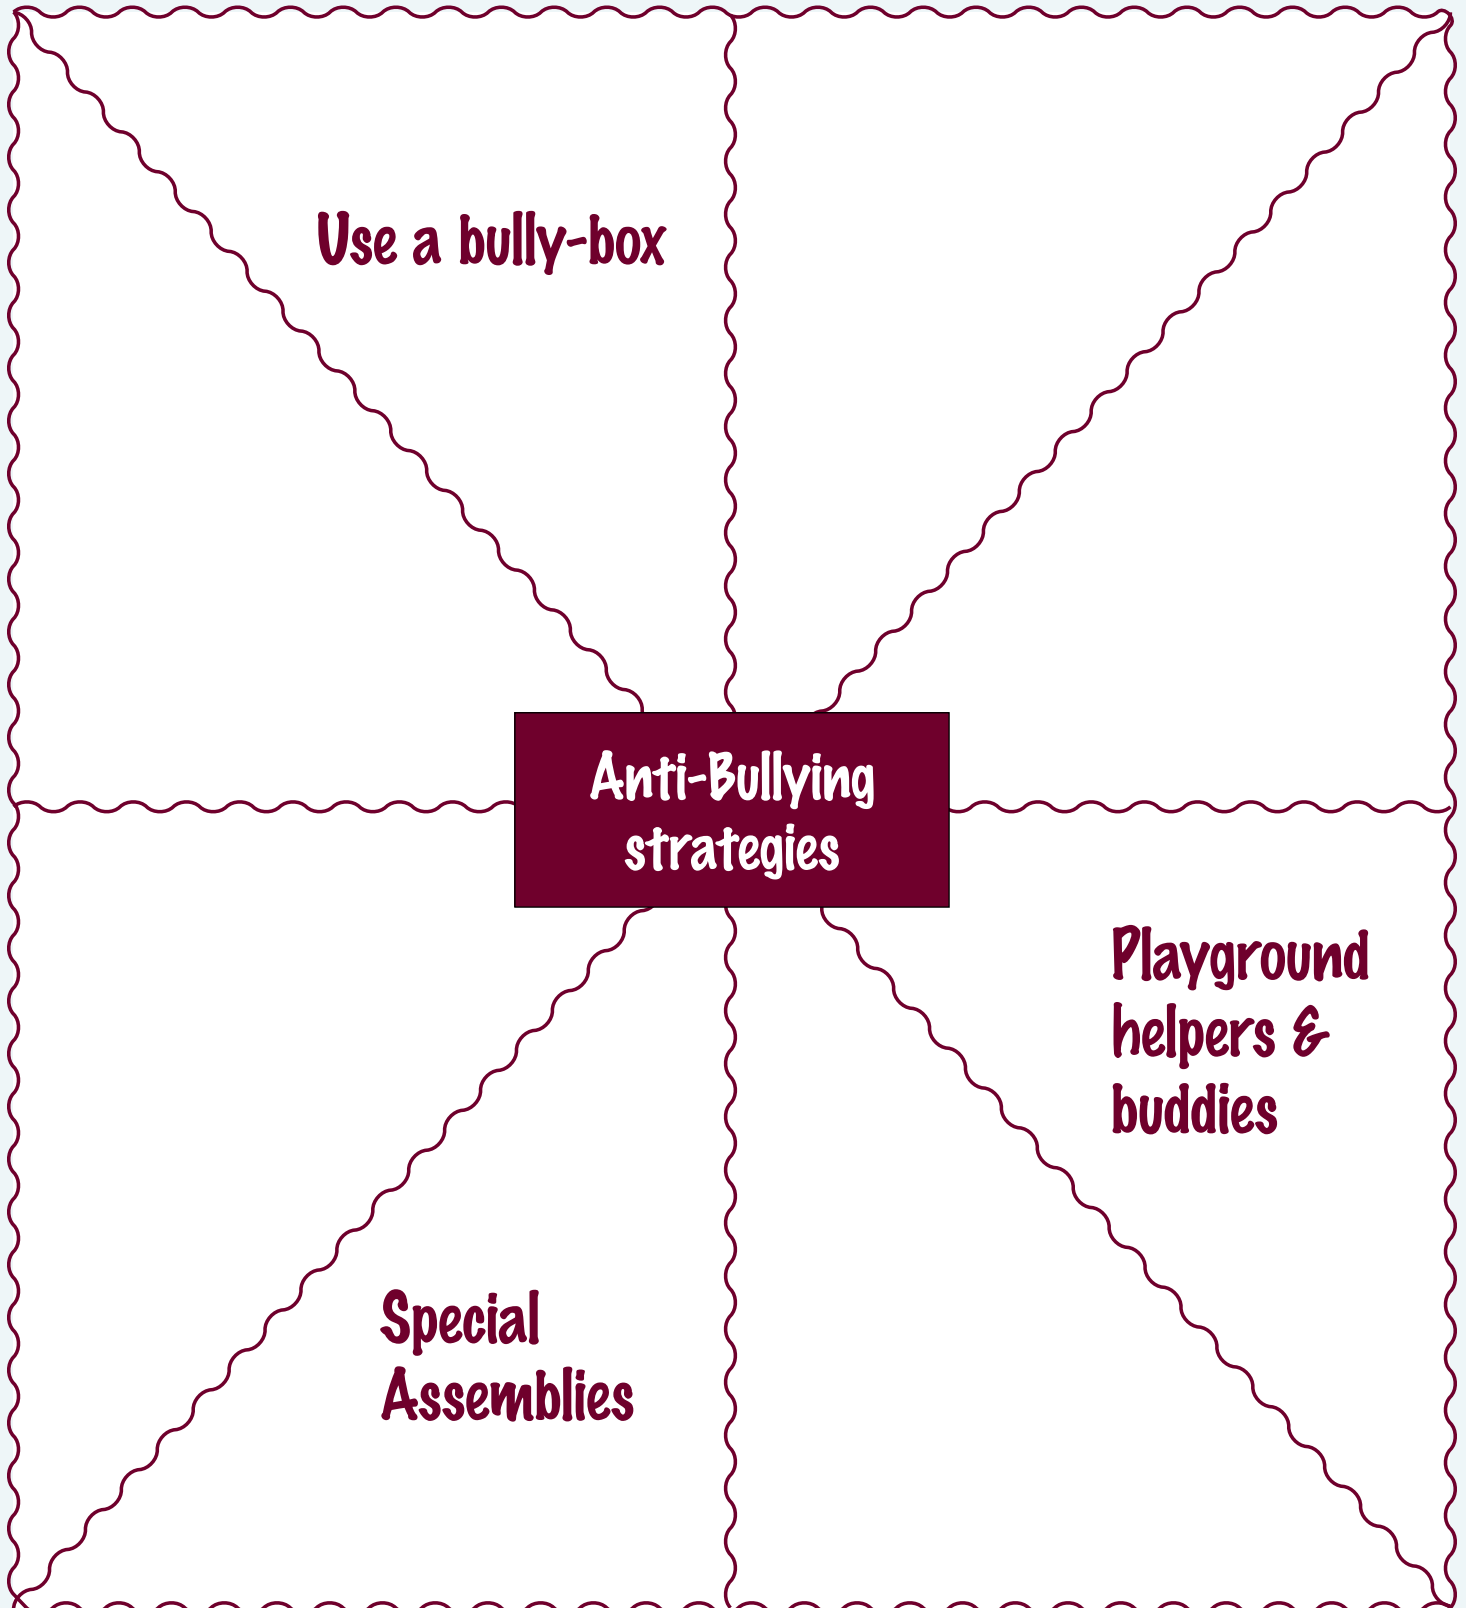 Use a bully-box
Anti-Bullying
strategies
Playground
helpers &
buddies
Special
Assemblies